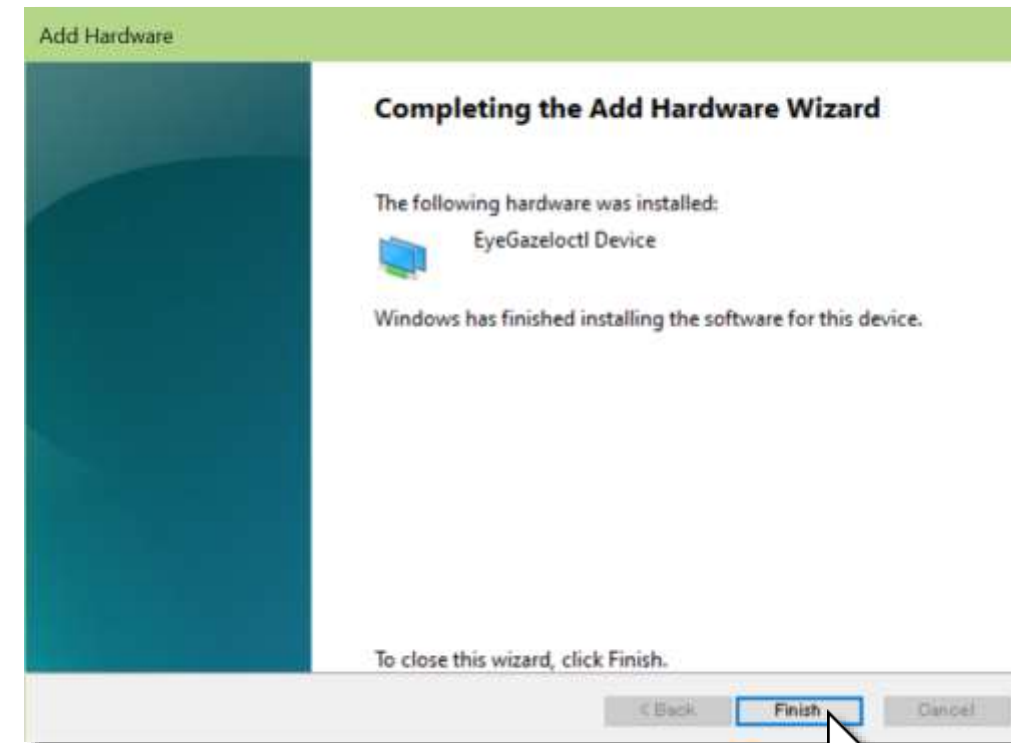 Add Hardware
Completing the Add Hardware Wizard
The following hardware was installed:
EyeGazeIoctl Device
Windows has finished installing the software for this device.
To close this wizard, click Finish.
< Back Finish Cancel